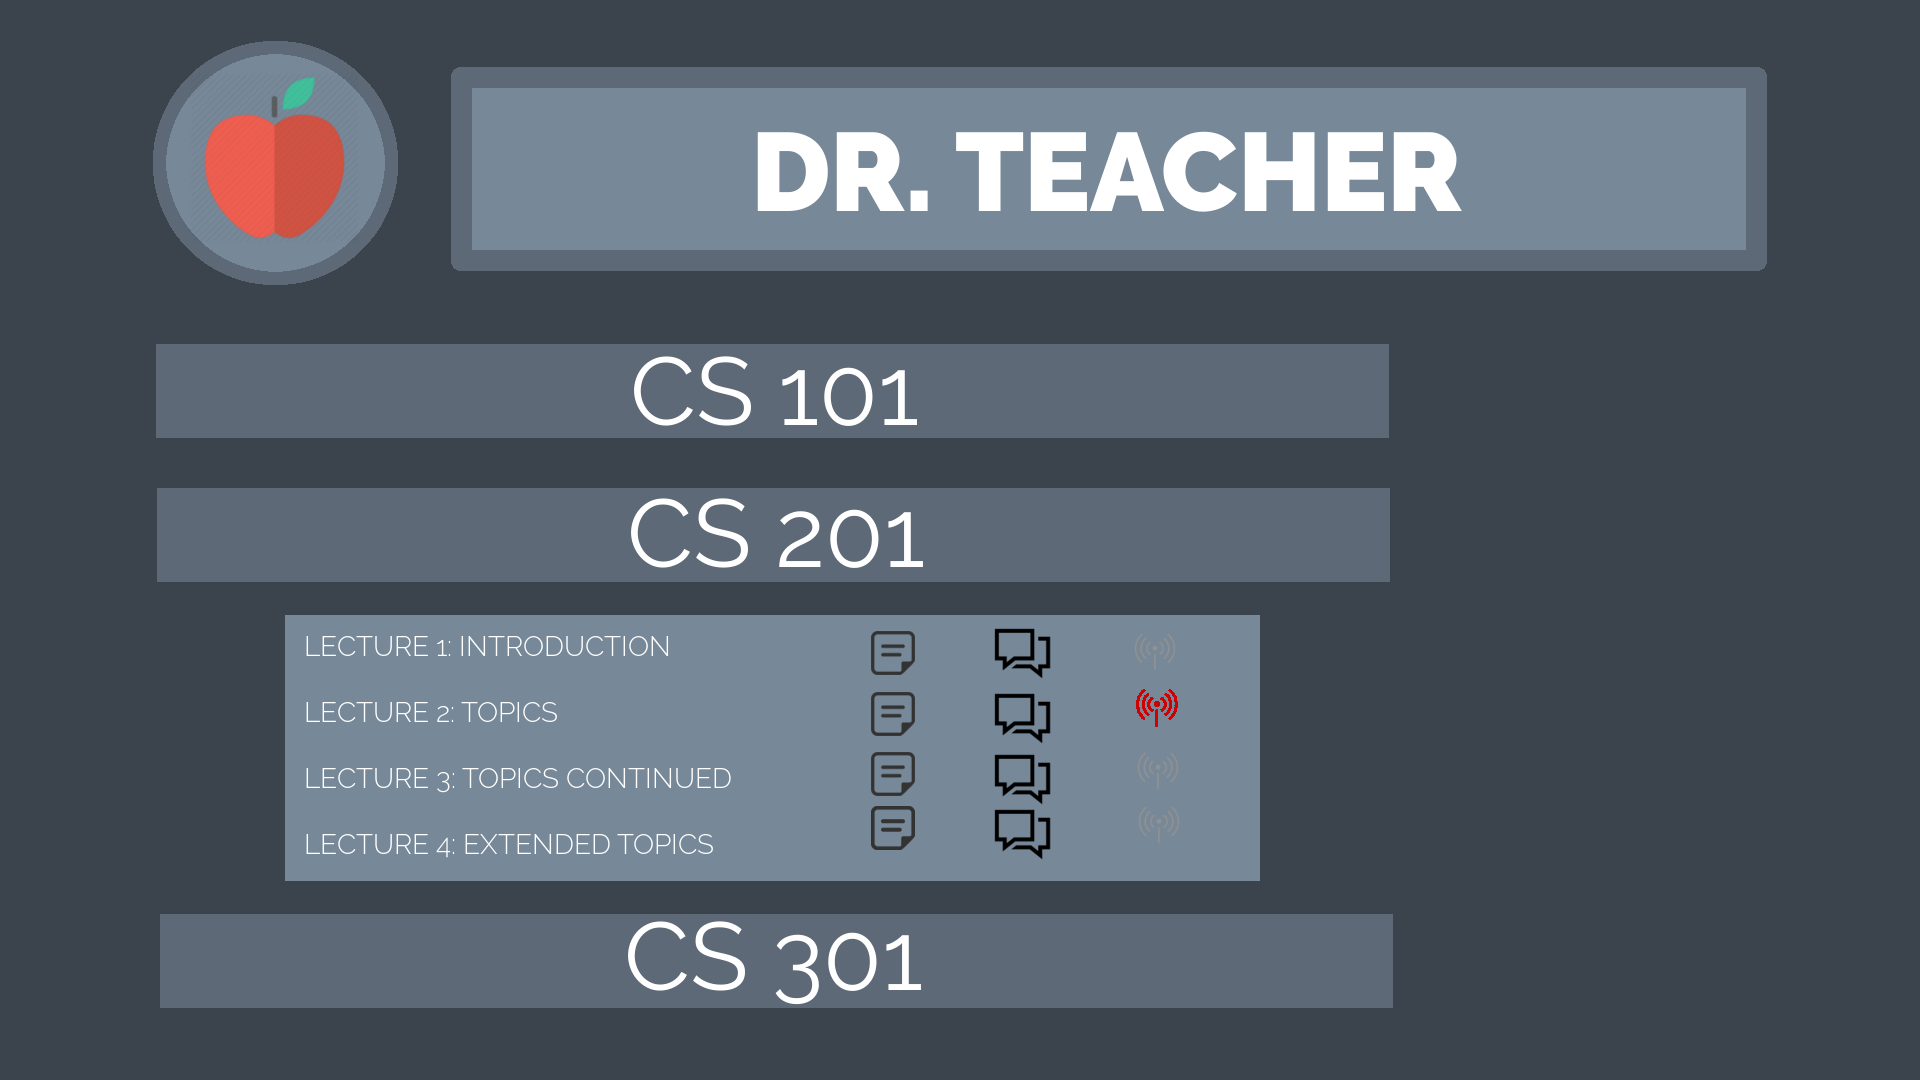 DR. TEACHER
CS 101
CS 201
LECTURE 1: INTRODUCTION
LECTURE 2: TOPICS
LECTURE 3: TOPICS CONTINUED
LECTURE 4: EXTENDED TOPICS
CS 301